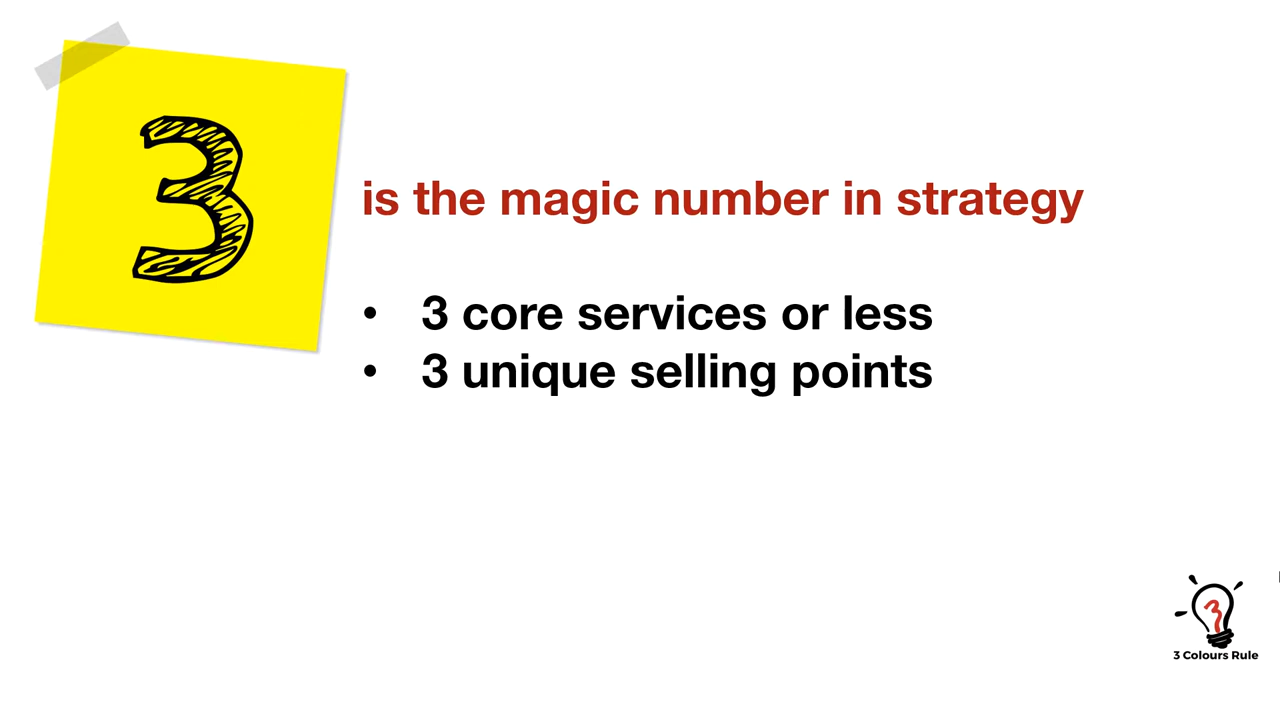 3
is the magic number in strategy
• 3 core services or less
• 3 unique selling points
3
3 Colours Rule